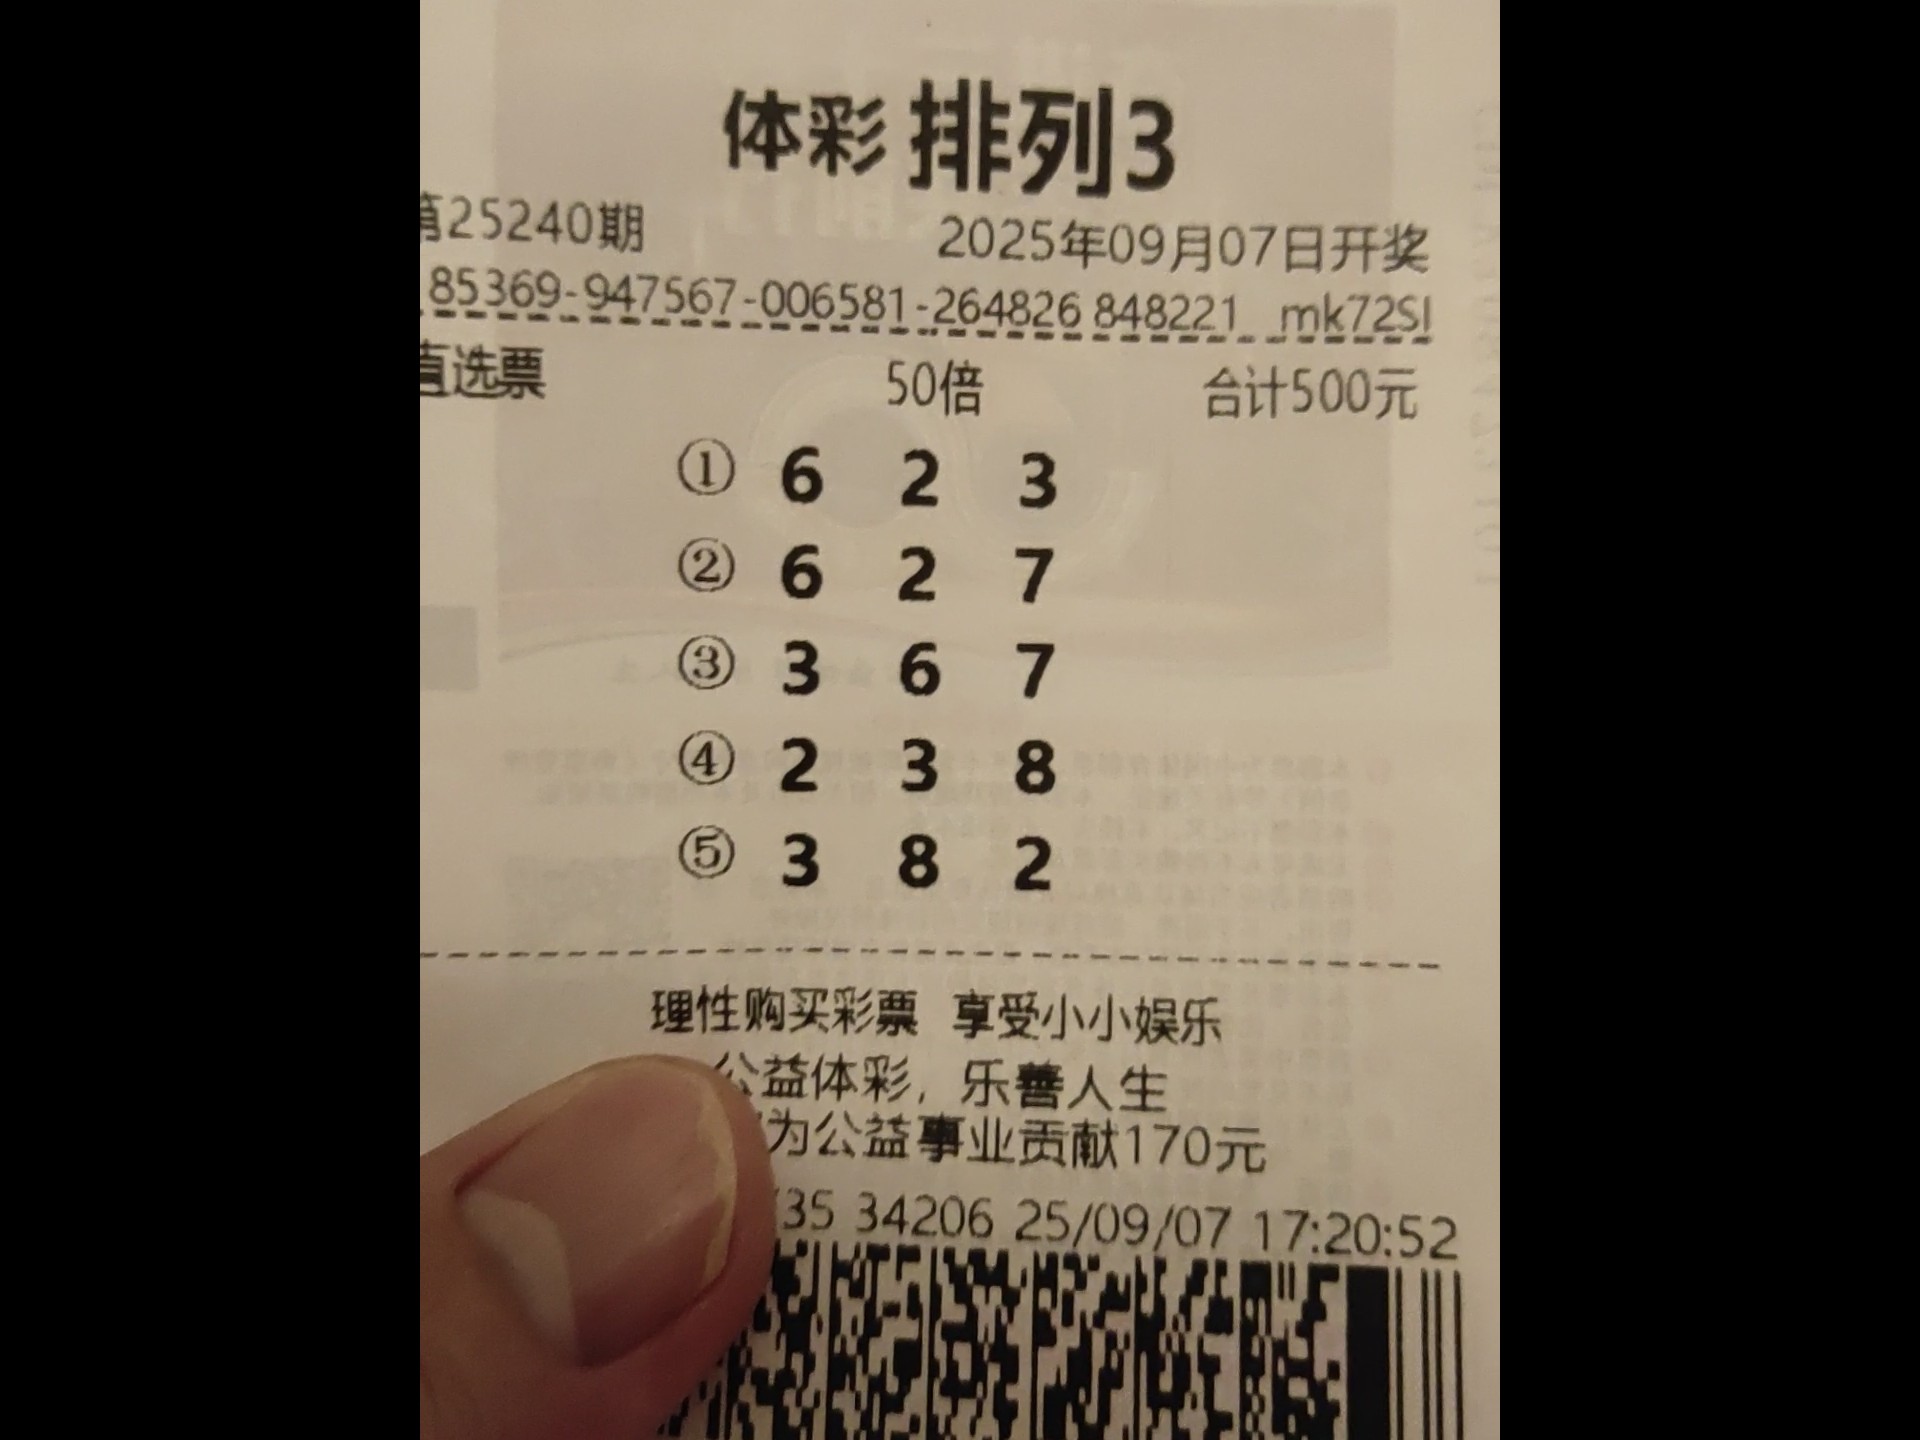 体彩 排列3
第25240期 2025年09月07日开奖
85369-947567-006581-264826 848221 mk72SI
直选票 50倍 合计500元
① 6 2 3
② 6 2 7
③ 3 6 7
④ 2 3 8
⑤ 3 8 2
理性购买彩票 享受小小娱乐
公益体彩，乐善人生
为公益事业贡献170元
35 34206 25/09/07 17:20:52